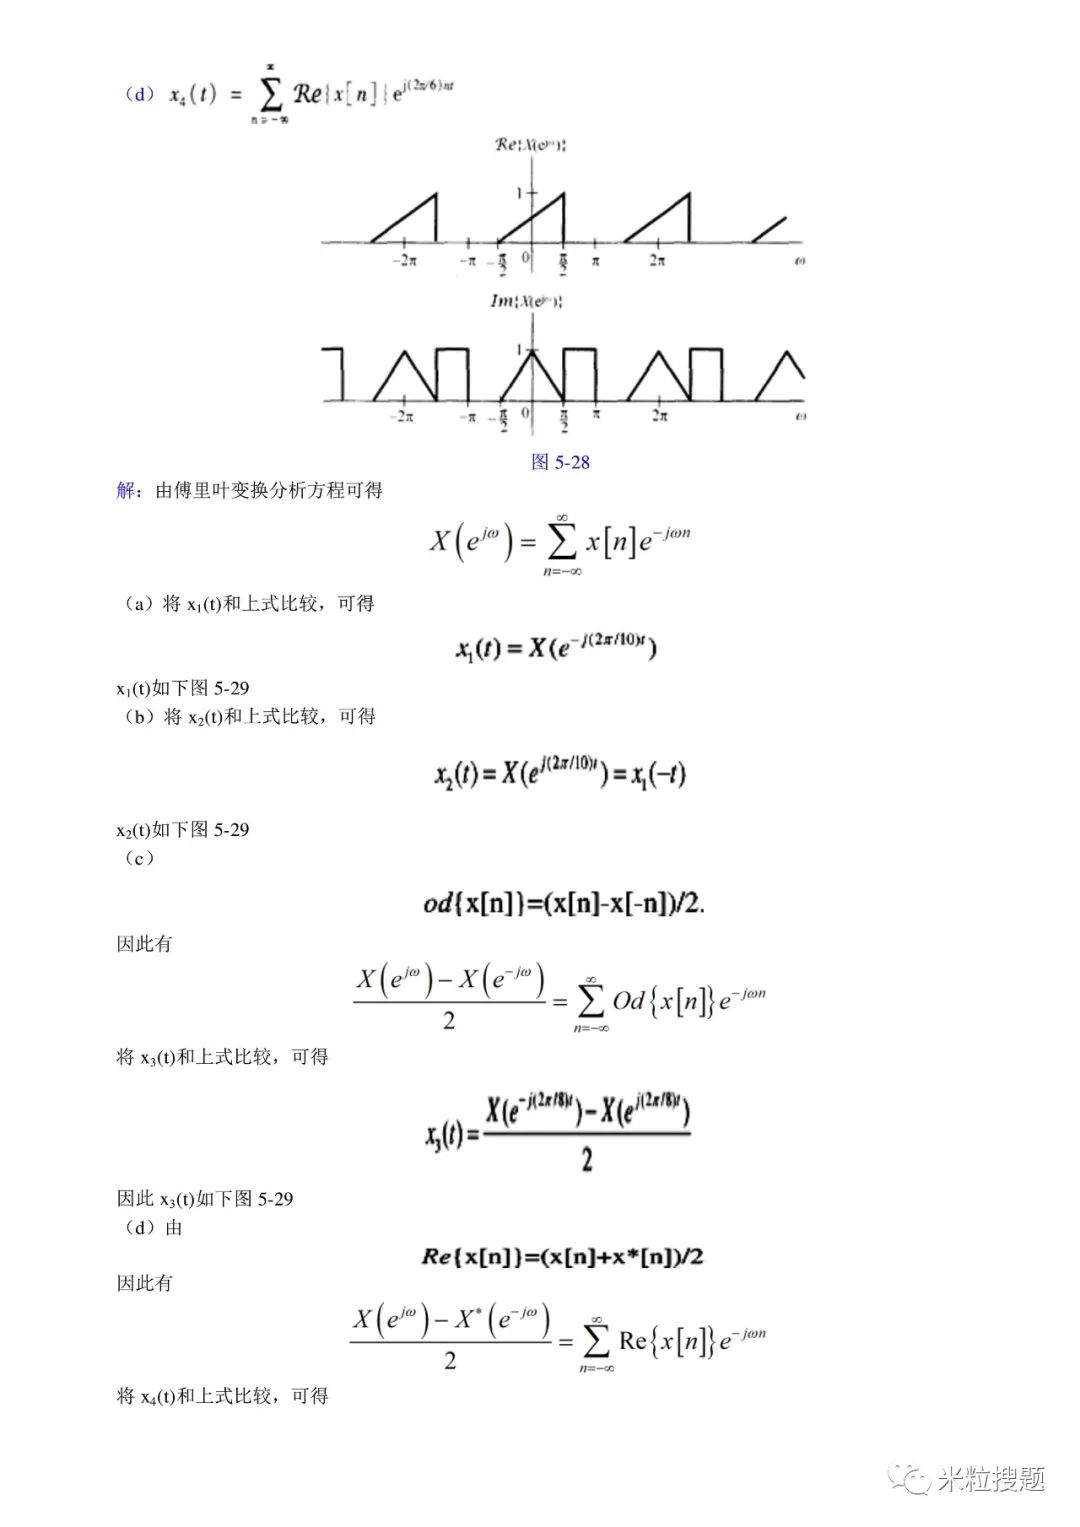 (d) x₄(t) = ∑_{n=-∞}^{x} Re{x[n]}e^{j(2π/6)nt}
Re{X(e^{jω})}
1
-2π -π -π/2 0 π/2 π 2π ω
Im{X(e^{jω})}
1
-2π -π -π/2 0 π/2 π 2π ω
图 5-28
解：由傅里叶变换分析方程可得
X(e^{jω}) = ∑_{n=-∞}^{∞} x[n]e^{-jωn}
（a）将 x₁(t)和上式比较，可得
x₁(t) = X(e^{-j(2π/10)t})
x₁(t)如下图 5-29
（b）将 x₂(t)和上式比较，可得
x₂(t) = X(e^{j(2π/10)t}) = x₁(-t)
x₂(t)如下图 5-29
（c）
od{x[n]}=(x[n]-x[-n])/2.
因此有
(X(e^{jω}) - X(e^{-jω}))/2 = ∑_{n=-∞}^{∞} Od{x[n]}e^{-jωn}
将 x₃(t)和上式比较，可得
x₃(t) = (X(e^{-j(2π/8)t}) - X(e^{j(2π/8)t}))/2
因此 x₃(t)如下图 5-29
（d）由
Re{x[n]}=(x[n]+x*[n])/2
因此有
(X(e^{jω}) - X*(e^{-jω}))/2 = ∑_{n=-∞}^{∞} Re{x[n]}e^{-jωn}
将 x₄(t)和上式比较，可得
米粒搜题